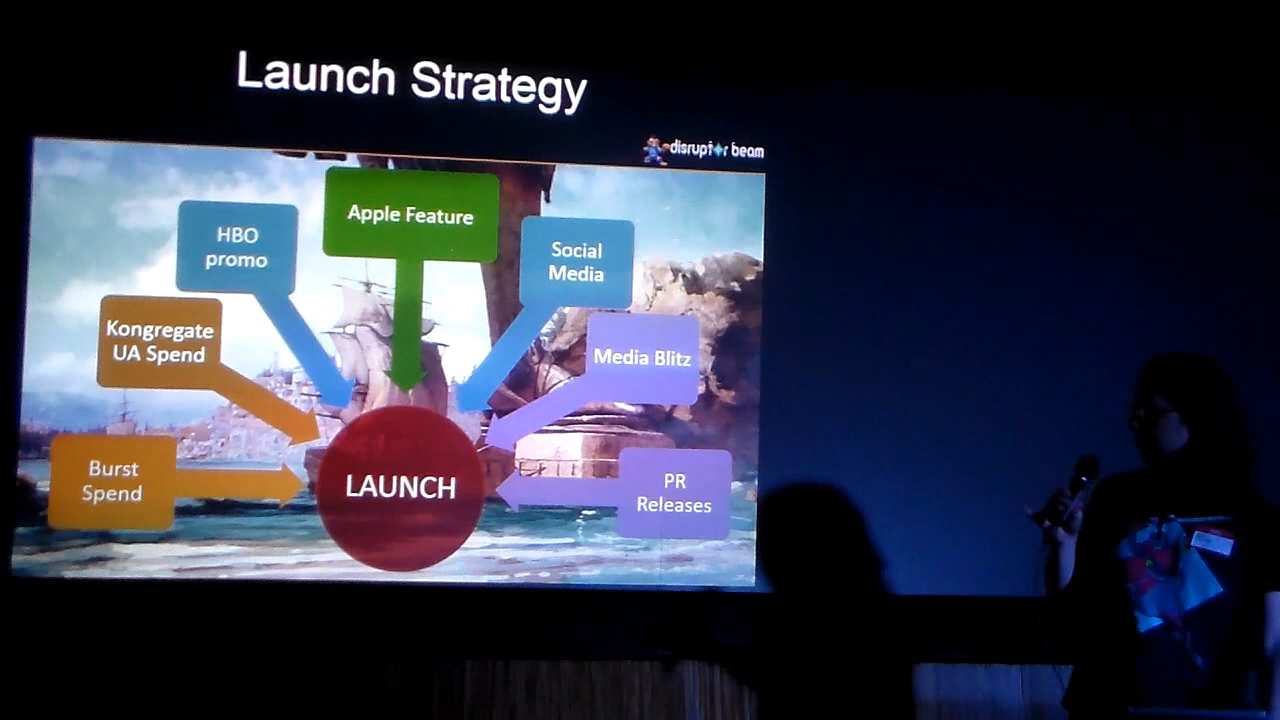 Launch Strategy
disruptor beam
Apple Feature
HBO
promo
Social
Media
Kongregate
UA Spend
Media Blitz
Burst
Spend
LAUNCH
PR
Releases